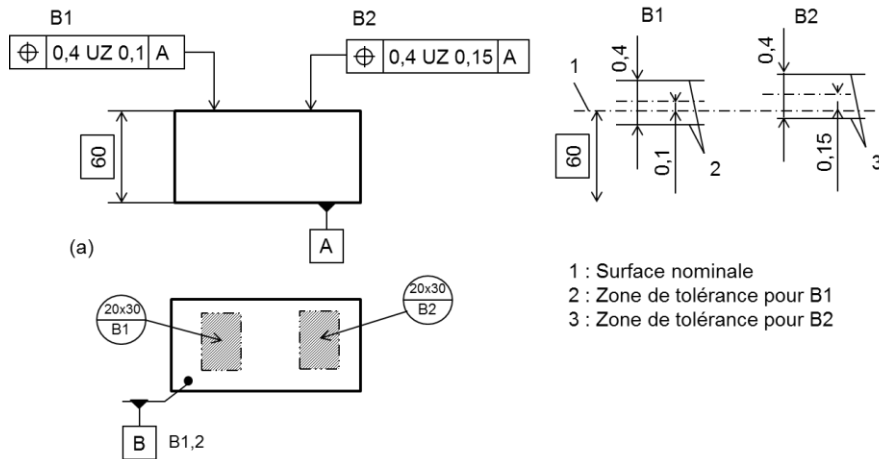 B1
B2
⌖ 0,4 UZ 0,1 A
⌖ 0,4 UZ 0,15 A
60
A
(a)
20x30
B1
20x30
B2
B B1,2
B1
B2
0,4
0,4
1
60
0,1
0,15
2
3
1 : Surface nominale
2 : Zone de tolérance pour B1
3 : Zone de tolérance pour B2